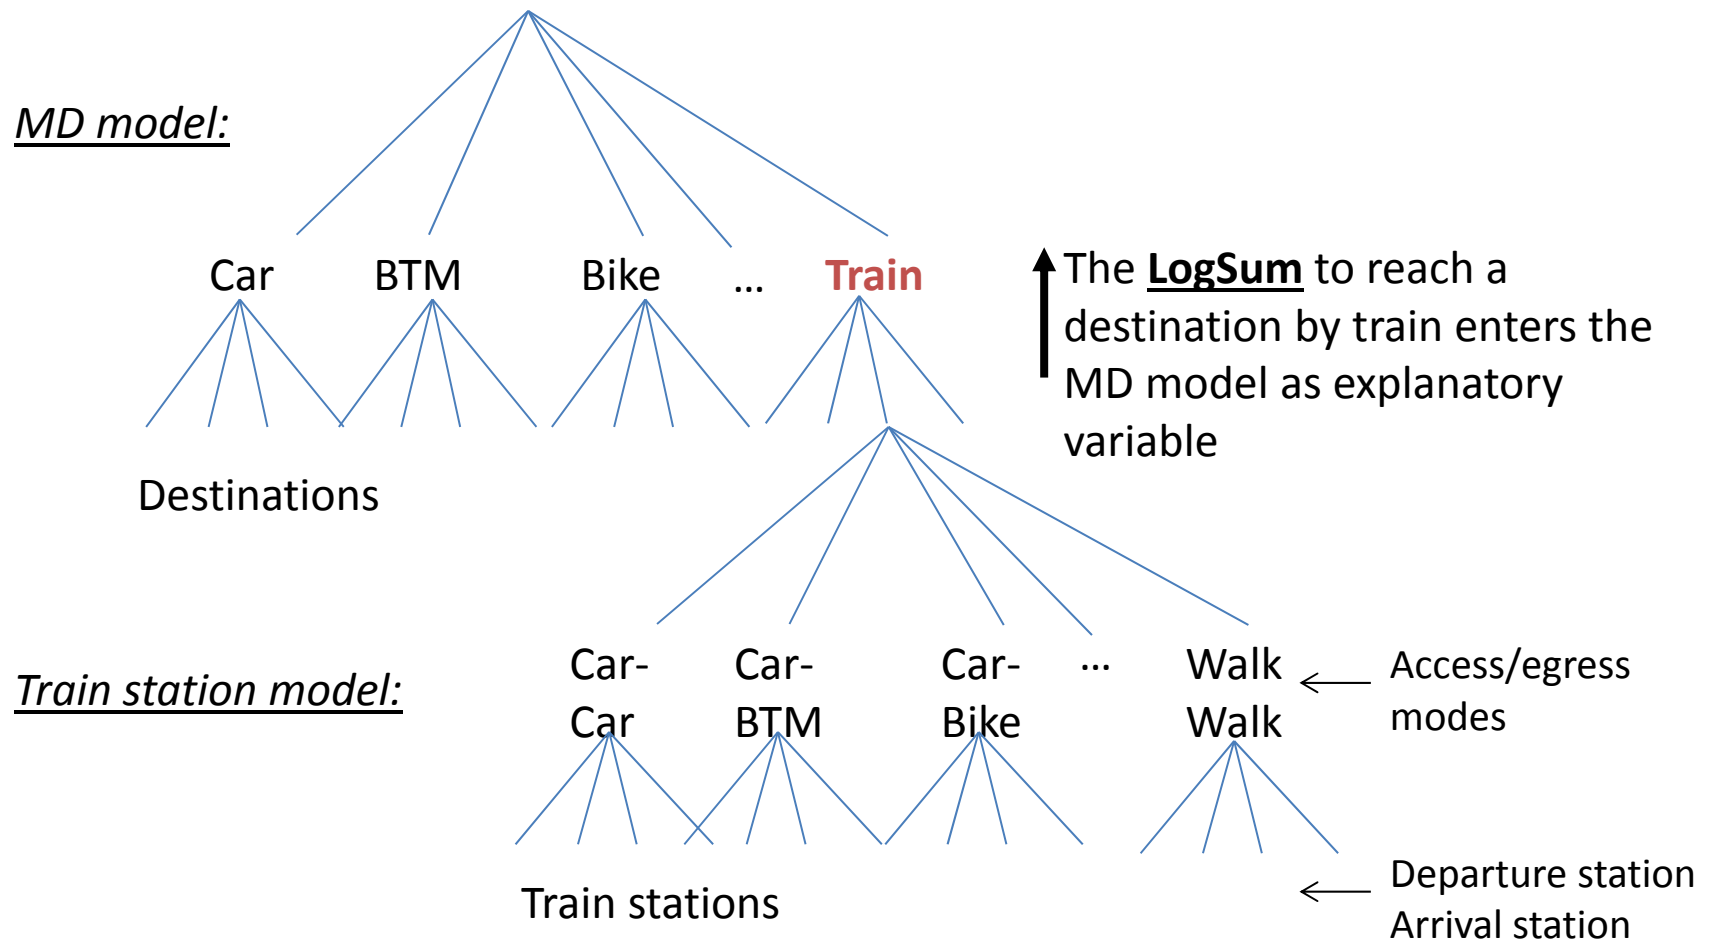 MD model:
Car BTM Bike ... Train
The LogSum to reach a
destination by train enters the
MD model as explanatory
variable
Destinations
Train station model:
Car- Car- Car- ... Walk
Car BTM Bike Walk
Access/egress
modes
Train stations
Departure station
Arrival station